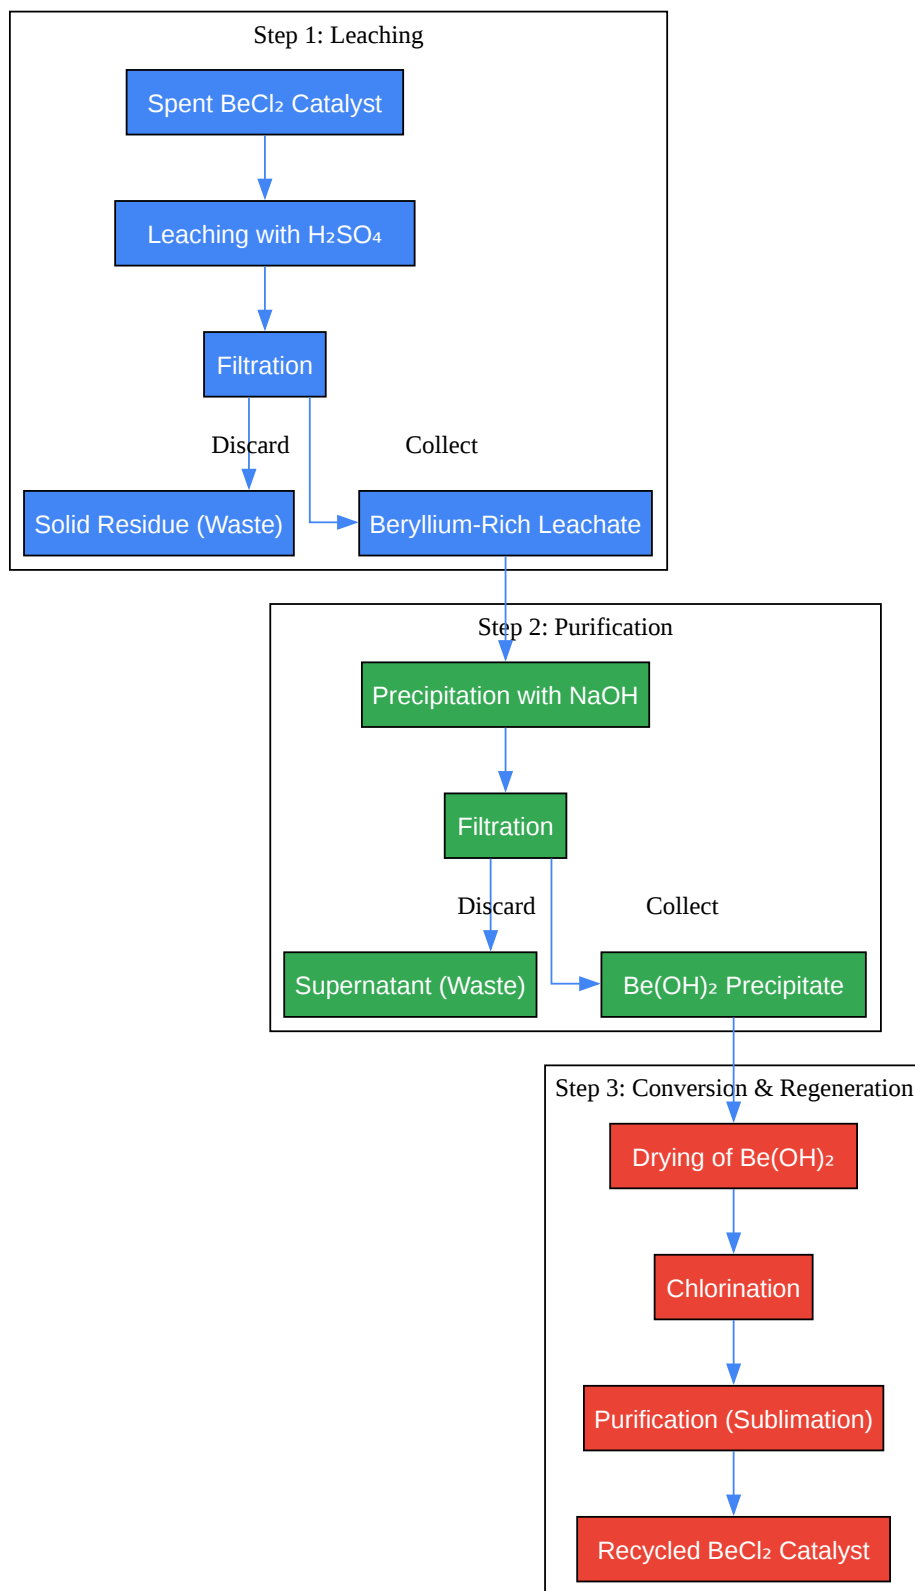 Step 1: Leaching
Spent BeCl₂ Catalyst
Leaching with H₂SO₄
Filtration
Discard
Collect
Solid Residue (Waste)
Beryllium-Rich Leachate
Step 2: Purification
Precipitation with NaOH
Filtration
Discard
Collect
Supernatant (Waste)
Be(OH)₂ Precipitate
Step 3: Conversion & Regeneration
Drying of Be(OH)₂
Chlorination
Purification (Sublimation)
Recycled BeCl₂ Catalyst